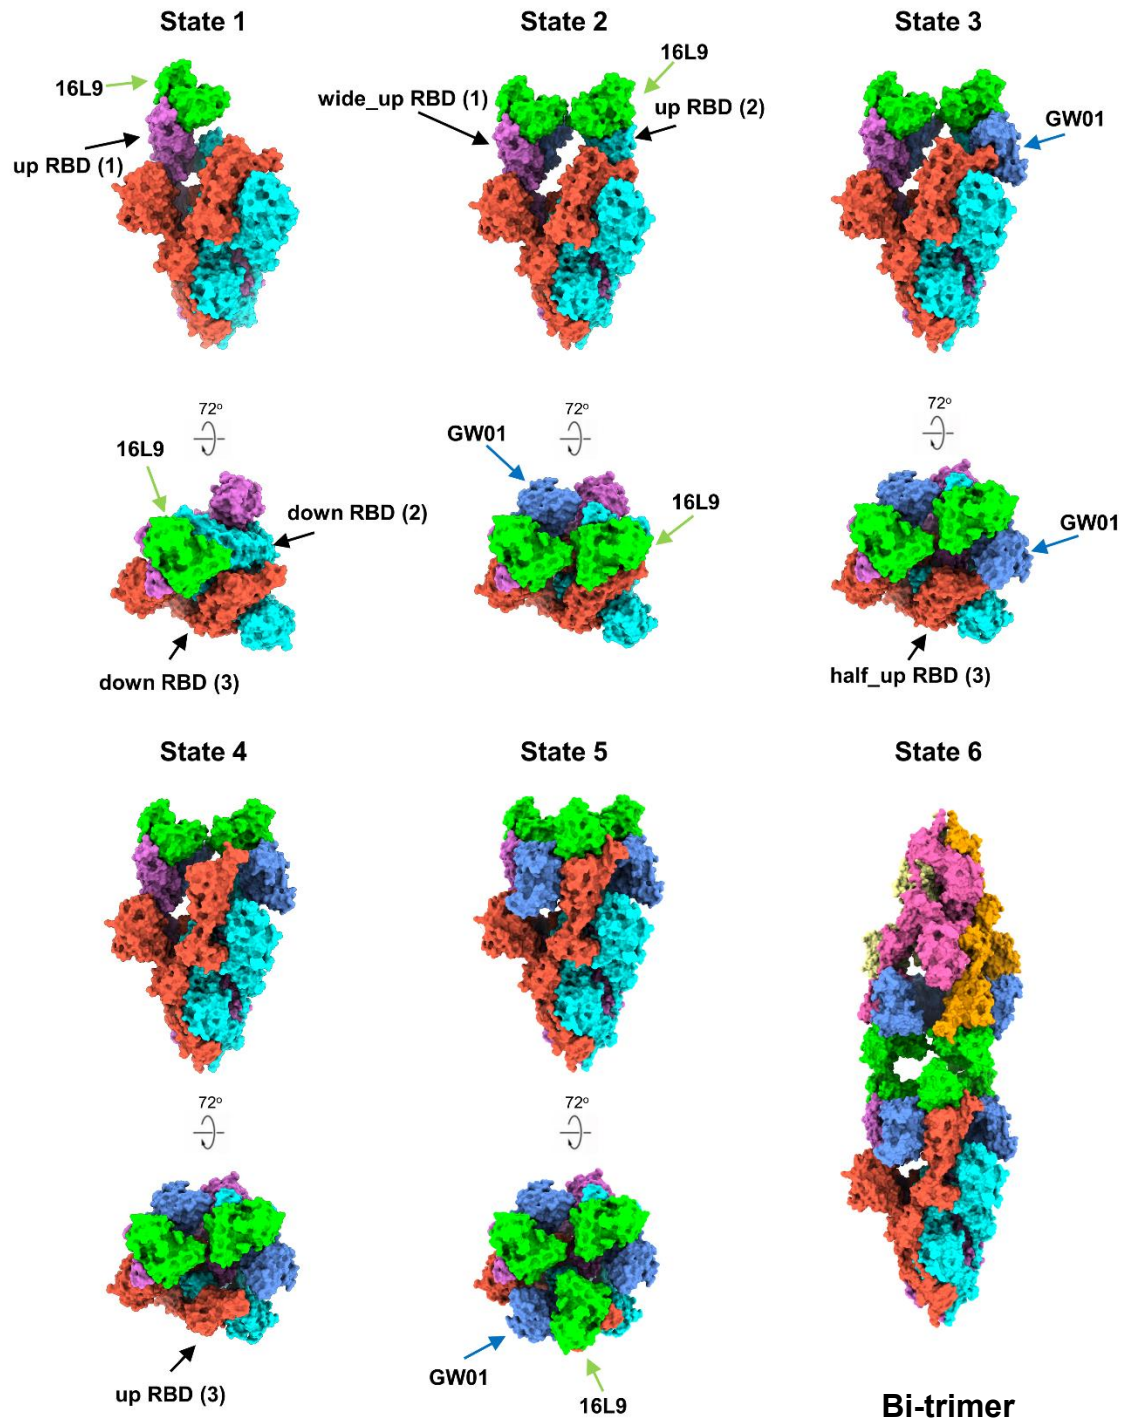 State 1
State 2
State 3
16L9
up RBD (1)
wide_up RBD (1)
16L9
up RBD (2)
GW01
72°
72°
72°
16L9
down RBD (2)
down RBD (3)
GW01
16L9
GW01
half_up RBD (3)
State 4
State 5
State 6
72°
72°
up RBD (3)
GW01
16L9
Bi-trimer